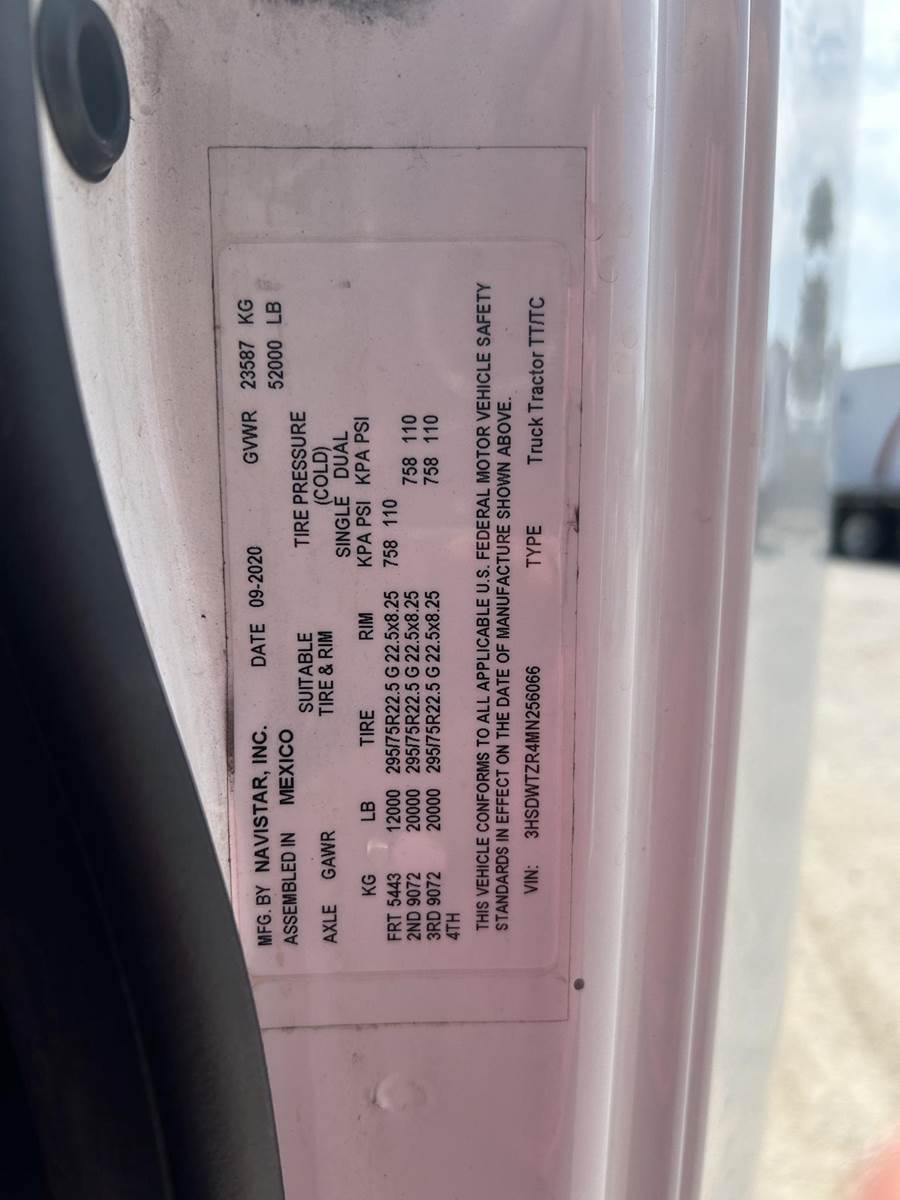 MFG. BY NAVISTAR, INC. DATE 09-2020 GVWR 23587 KG
ASSEMBLED IN MEXICO 52000 LB
SUITABLE TIRE PRESSURE
AXLE GAWR TIRE & RIM (COLD)
SINGLE DUAL
KG LB TIRE RIM KPA PSI KPA PSI
FRT 5443 12000 295/75R22.5 G 22.5x8.25 758 110
2ND 9072 20000 295/75R22.5 G 22.5x8.25 758 110
3RD 9072 20000 295/75R22.5 G 22.5x8.25 758 110
4TH
THIS VEHICLE CONFORMS TO ALL APPLICABLE U.S. FEDERAL MOTOR VEHICLE SAFETY
STANDARDS IN EFFECT ON THE DATE OF MANUFACTURE SHOWN ABOVE.
VIN: 3HSDWTZR4MN256066 TYPE Truck Tractor TT/TC